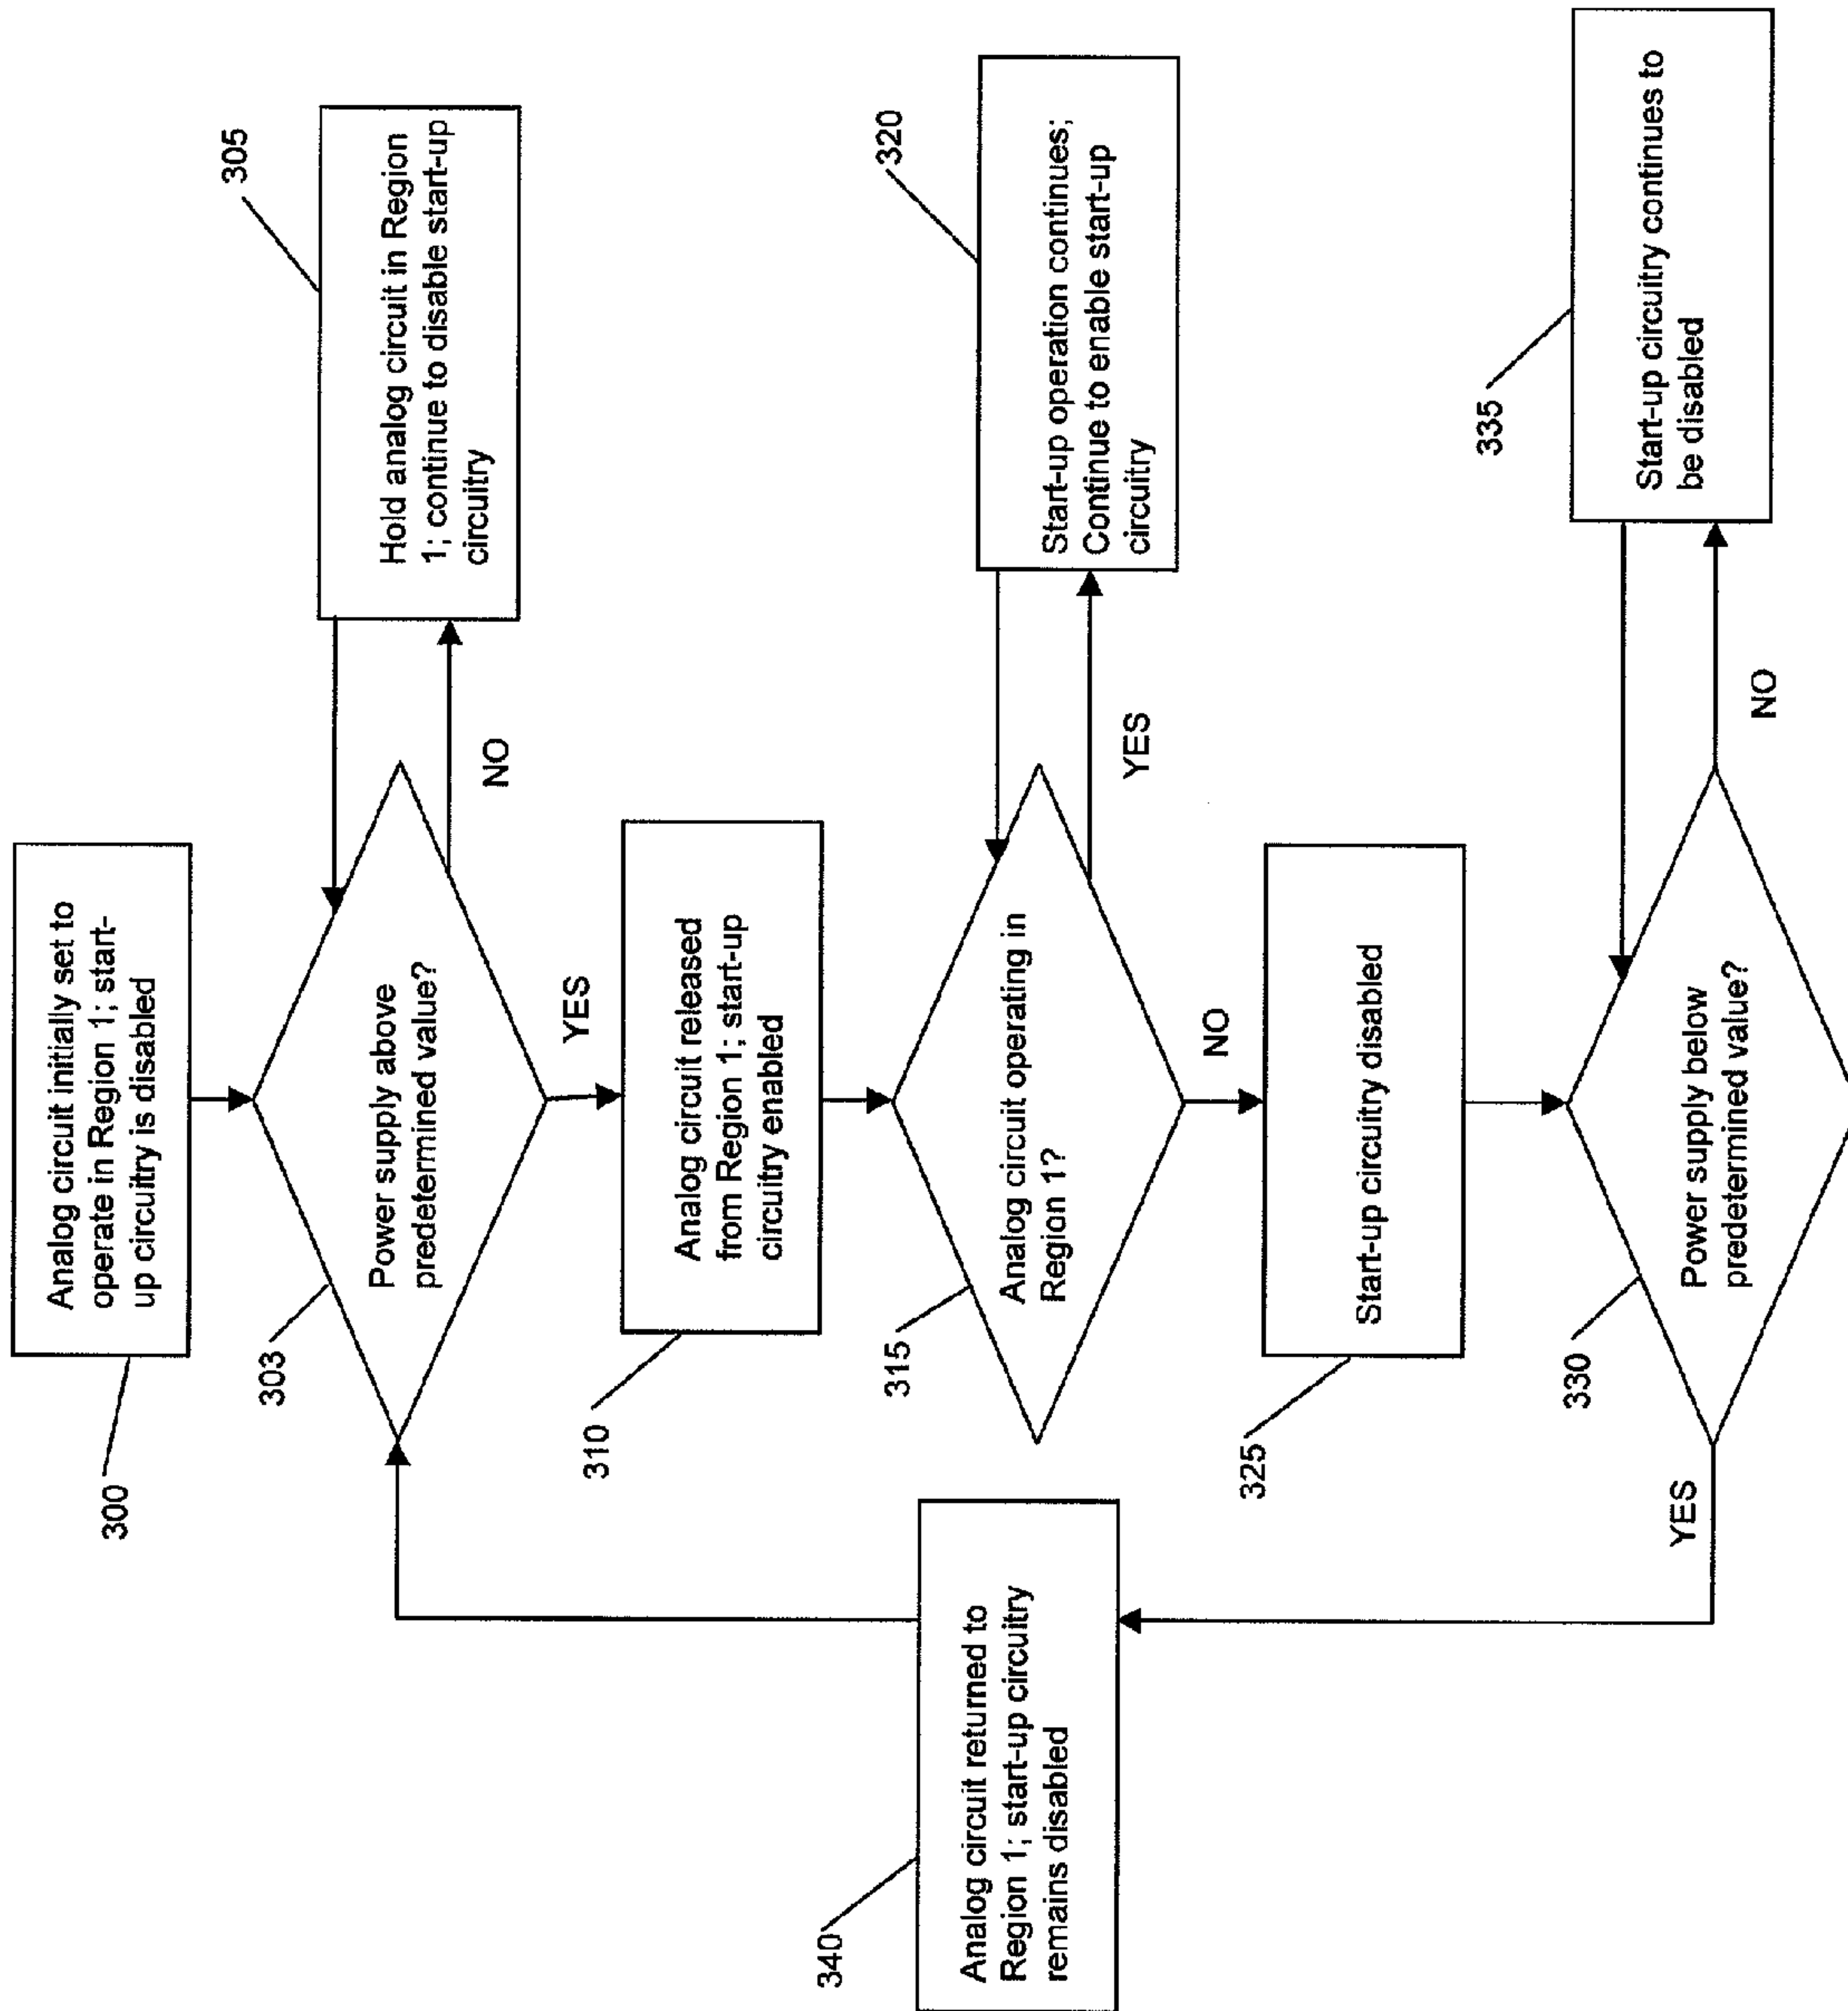 300
Analog circuit initially set to
operate in Region 1; start-
up circuitry is disabled
303
Power supply above
predetermined value?
NO
305
Hold analog circuit in Region
1; continue to disable start-up
circuitry
YES
310
Analog circuit released
from Region 1; start-up
circuitry enabled
315
Analog circuit operating in
Region 1?
YES
320
Start-up operation continues;
Continue to enable start-up
circuitry
NO
325
Start-up circuitry disabled
330
Power supply below
predetermined value?
NO
335
Start-up circuitry continues to
be disabled
YES
340
Analog circuit returned to
Region 1; start-up circuitry
remains disabled